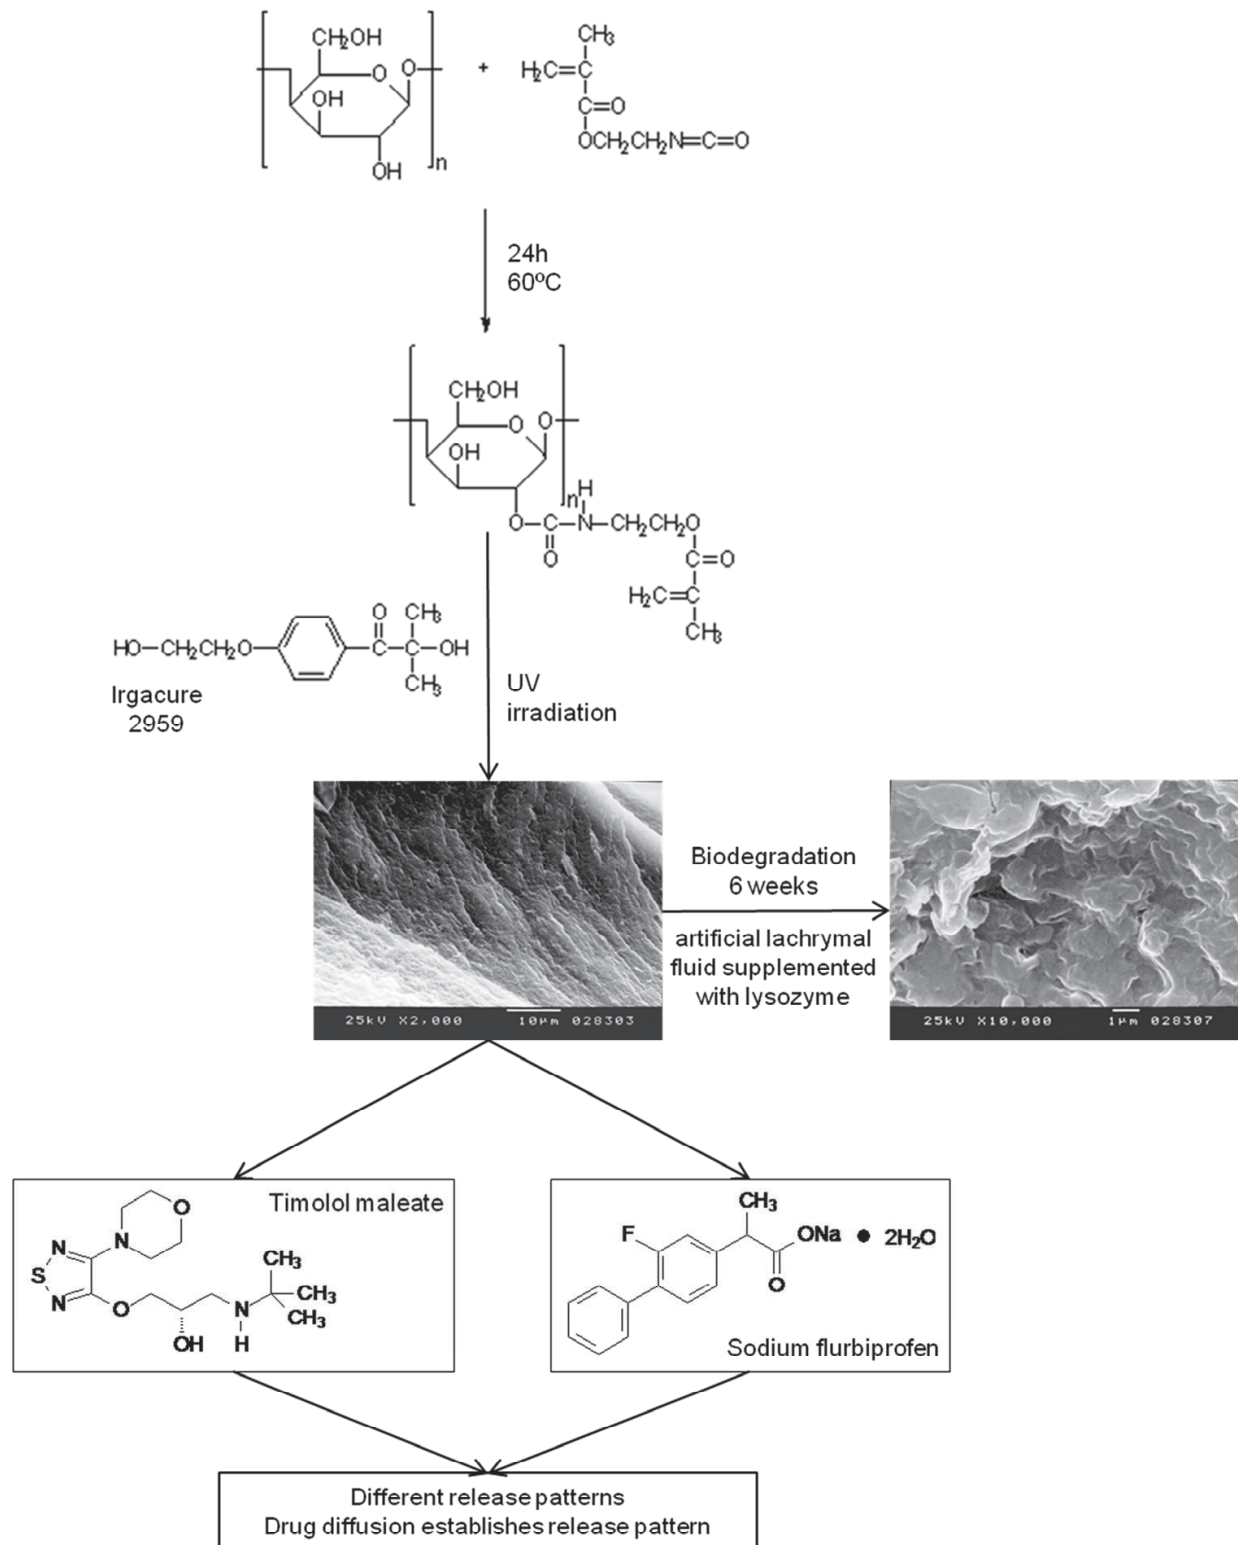 CH₂OH
O
O
OH
OH
n
+
CH₃
H₂C=C
C=O
OCH₂CH₂N=C=O
24h
60ºC
CH₂OH
O
O
OH
n
H
O-C-N-CH₂CH₂O
O
C=O
H₂C=C
CH₃
O CH₃
HO-CH₂CH₂O
C-C-OH
CH₃
Irgacure
2959
UV
irradiation
Biodegradation
6 weeks
artificial lachrymal
fluid supplemented
with lysozyme
25kV X2,000 10µm 028303
25kV X10,000 1µm 028307
Timolol maleate
O
N
N
S
N
O
OH
N
H
CH₃
CH₃
CH₃
CH₃
F
ONa • 2H₂O
O
Sodium flurbiprofen
Different release patterns
Drug diffusion establishes release pattern